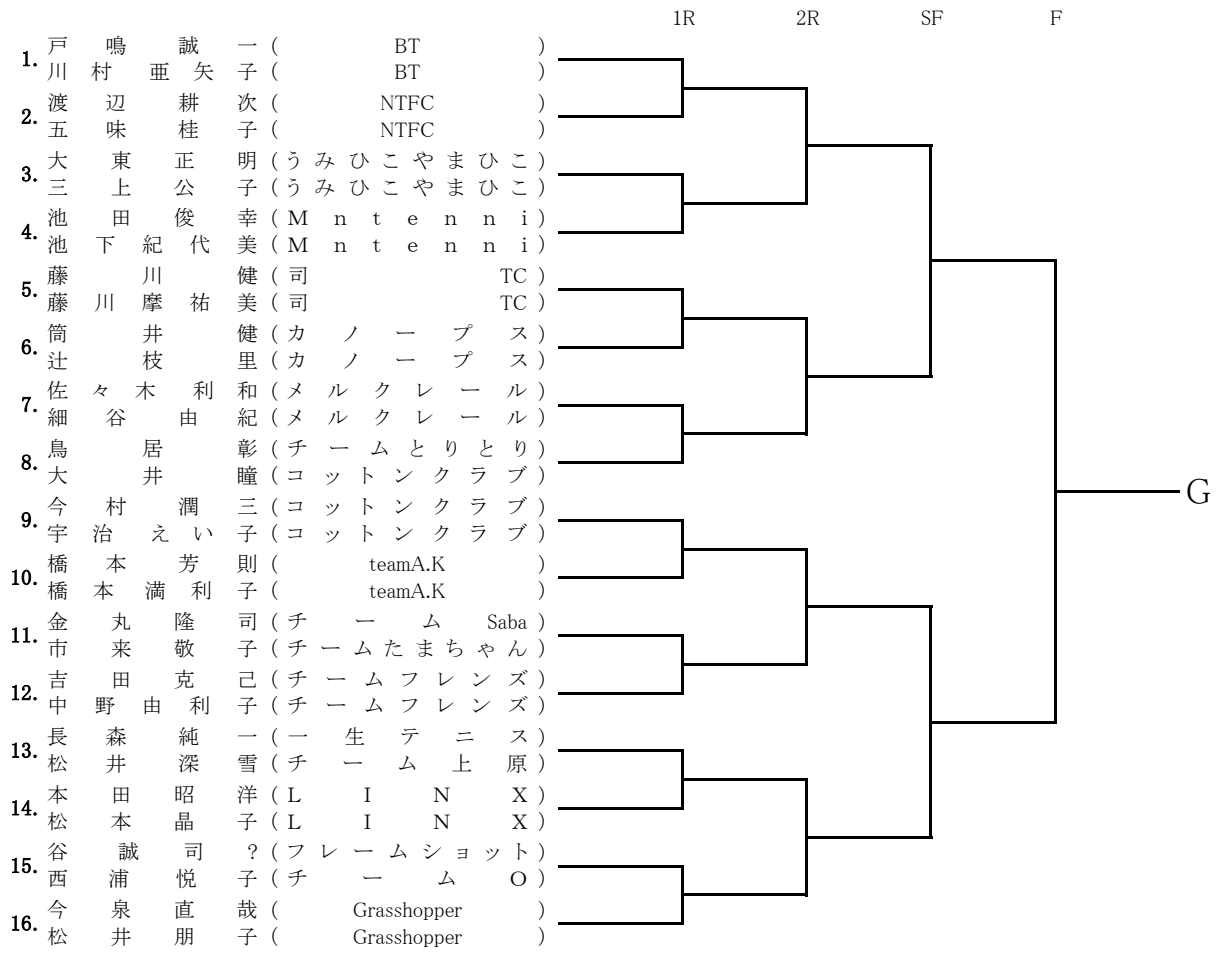 1R 2R SF F
1.
戸鳴誠一(BT)
川村亜矢子(BT)
2.
渡辺耕次(NTFC)
五味桂子(NTFC)
3.
大東正明(うみひこやまひこ)
三上公子(うみひこやまひこ)
4.
池田俊幸(Mntenni)
池下紀代美(Mntenni)
5.
藤川健(司TC)
藤川摩祐美(司TC)
6.
筒井健(カノープス)
辻枝里(カノープス)
7.
佐々木利和(メルクレール)
細谷由紀(メルクレール)
8.
鳥居彰(チームとりとり)
大井瞳(コットンクラブ)
9.
今村潤三(コットンクラブ)
宇治えい子(コットンクラブ)
G
10.
橋本芳則(teamA.K)
橋本満利子(teamA.K)
11.
金丸隆司(チームSaba)
市来敬子(チームたまちゃん)
12.
吉田克己(チームフレンズ)
中野由利子(チームフレンズ)
13.
長森純一(一生テニス)
松井深雪(チーム上原)
14.
本田昭洋(LINX)
松本晶子(LINX)
15.
谷誠司?(フレームショット)
西浦悦子(チームO)
16.
今泉直哉(Grasshopper)
松井朋子(Grasshopper)